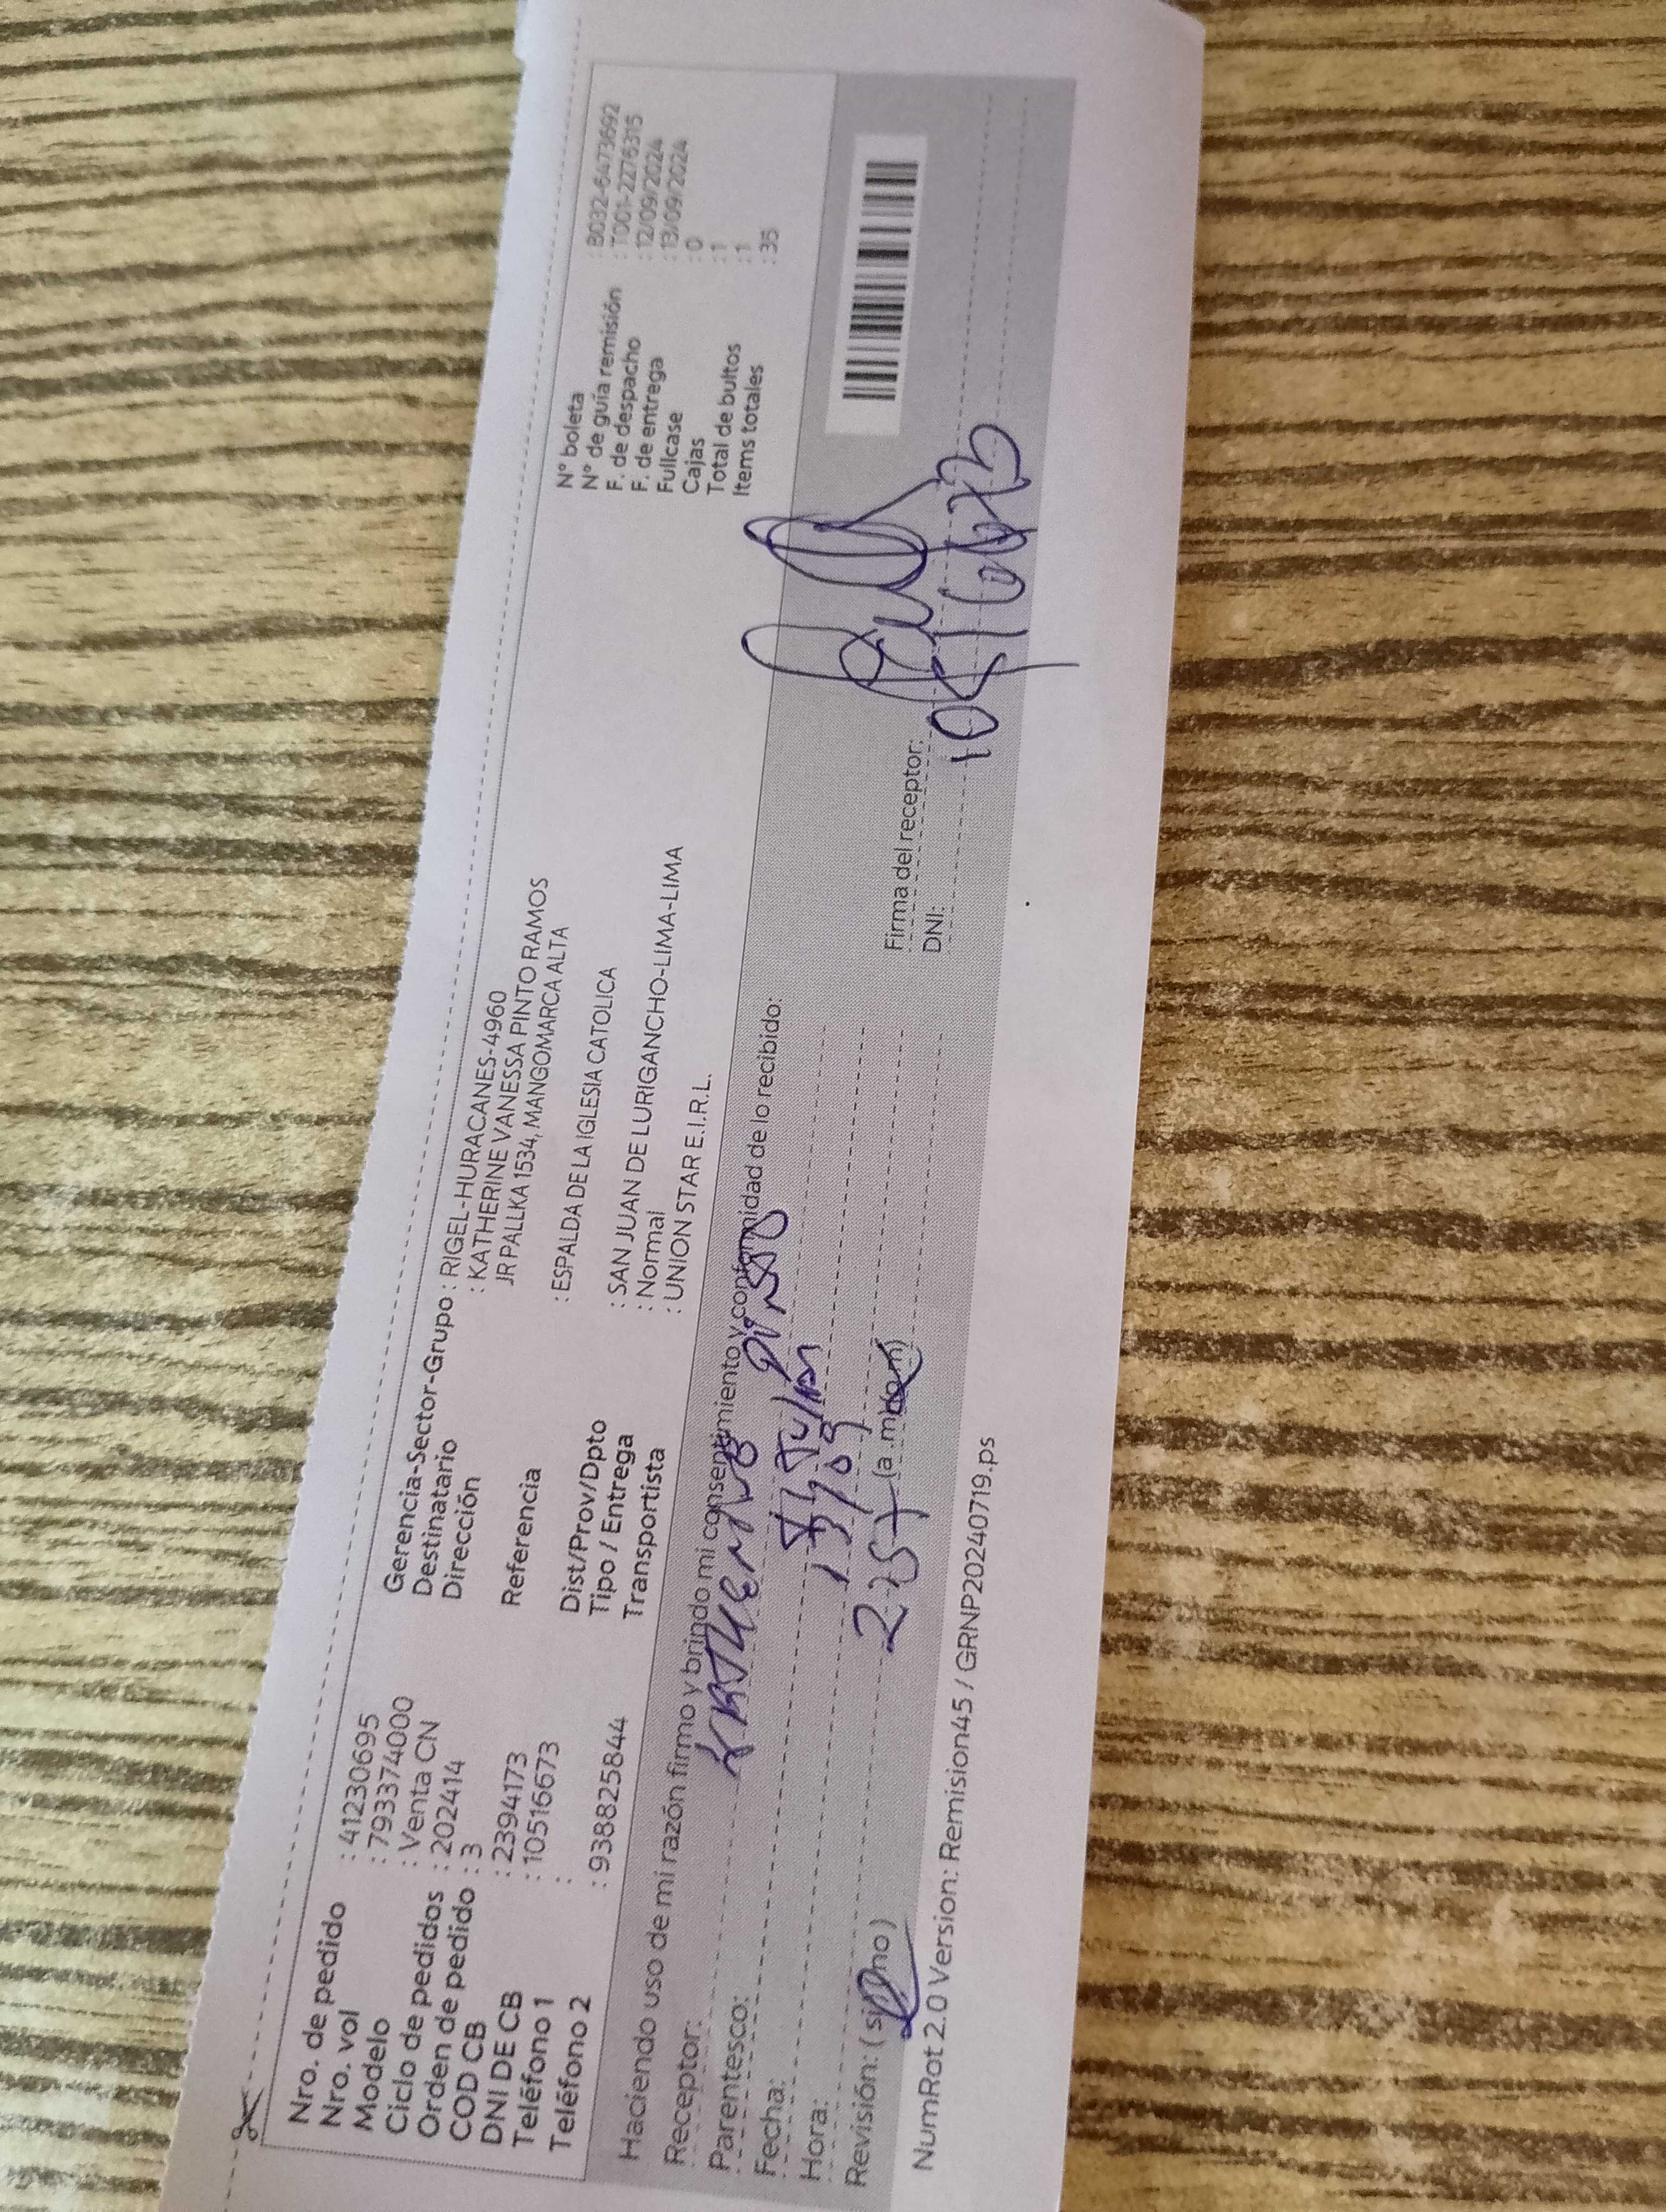 Nro. de pedido : 41230695
Nro. vol : 793374000
Modelo : Venta CN
Ciclo de pedidos : 202414
Orden de pedido : 3
COD CB : 2394173
DNI DE CB : 10516673
Teléfono 1 :
Teléfono 2 : 938825844
Gerencia-Sector-Grupo : RIGEL-HURACANES-4960
Destinatario : KATHERINE VANESSA PINTO RAMOS
Dirección JR PALLKA 1534, MANGOMARCA ALTA
Referencia : ESPALDA DE LA IGLESIA CATOLICA
Dist/Prov/Dpto : SAN JUAN DE LURIGANCHO-LIMA-LIMA
Tipo / Entrega : Normal
Transportista : UNION STAR E.I.R.L.
N° boleta : B032-64773692
N° de guía remisión : T001-2276315
F. de despacho : 12/09/2024
F. de entrega : 13/09/2024
Fullcase : 0
Cajas : 1
Total de bultos : 1
Items totales : 35
Haciendo uso de mi razón firmo y brindo mi consentimiento y conformidad de lo recibido:
Receptor:
Parentesco:
Fecha: 13/09
Hora: (a.m/p.m)
Revisión: ( si / no )
Firma del receptor:
DNI: 10516673
NumRot 2.0 Version: Remision45 / GRNP20240719.ps